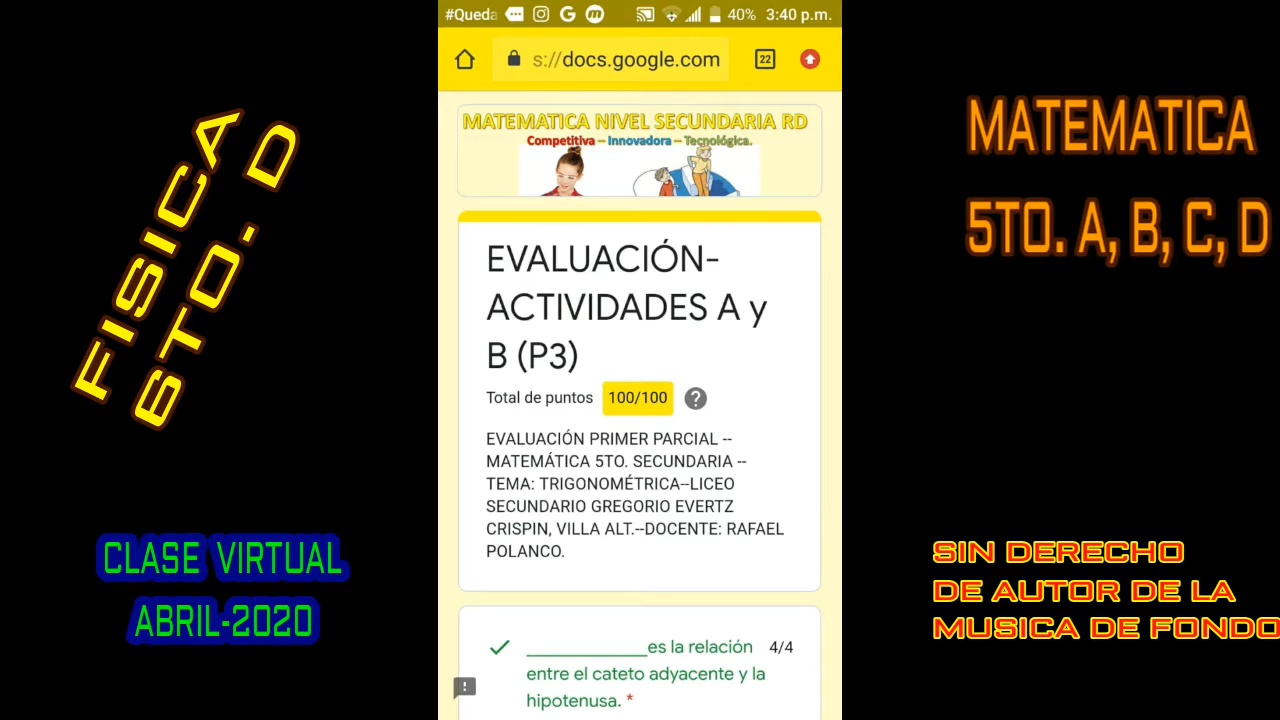 FISICA
6TO. D
CLASE VIRTUAL
ABRIL-2020
#Queda
40% 3:40 p.m.
s://docs.google.com
22
MATEMATICA NIVEL SECUNDARIA RD
Competitiva – Innovadora – Tecnológica.
EVALUACIÓN-
ACTIVIDADES A y
B (P3)
Total de puntos 100/100 ?
EVALUACIÓN PRIMER PARCIAL --
MATEMÁTICA 5TO. SECUNDARIA --
TEMA: TRIGONOMÉTRICA--LICEO
SECUNDARIO GREGORIO EVERTZ
CRISPIN, VILLA ALT.--DOCENTE: RAFAEL
POLANCO.
______________es la relación 4/4
entre el cateto adyacente y la
hipotenusa. *
MATEMATICA
5TO. A, B, C, D
SIN DERECHO
DE AUTOR DE LA
MUSICA DE FONDO